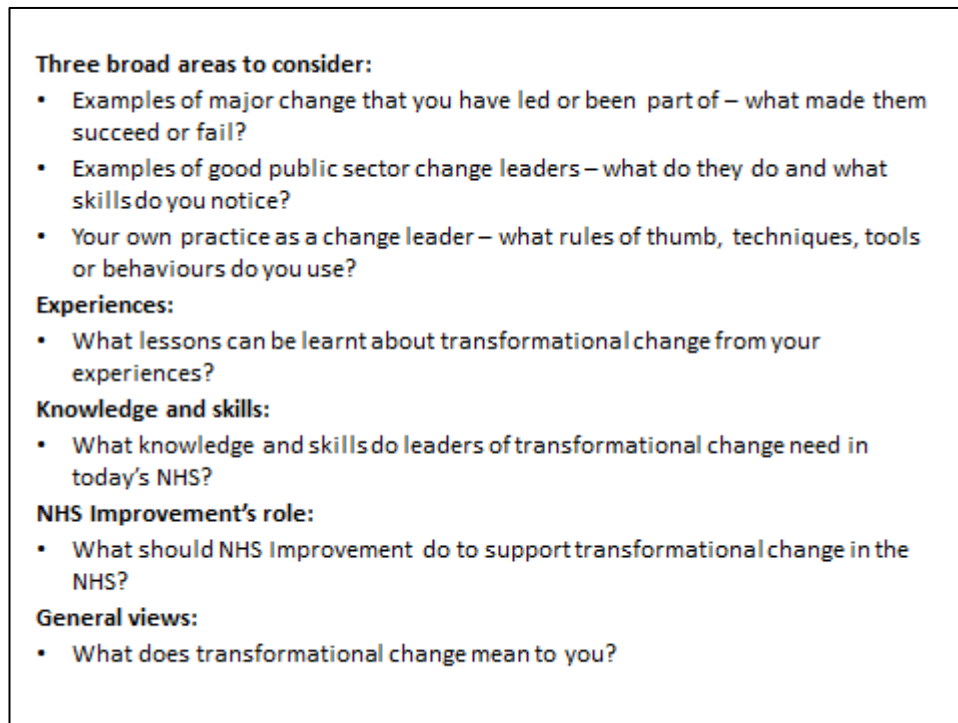 Three broad areas to consider:
• Examples of major change that you have led or been part of – what made them
succeed or fail?
• Examples of good public sector change leaders – what do they do and what
skills do you notice?
• Your own practice as a change leader – what rules of thumb, techniques, tools
or behaviours do you use?
Experiences:
• What lessons can be learnt about transformational change from your
experiences?
Knowledge and skills:
• What knowledge and skills do leaders of transformational change need in
today's NHS?
NHS Improvement's role:
• What should NHS Improvement do to support transformational change in the
NHS?
General views:
• What does transformational change mean to you?